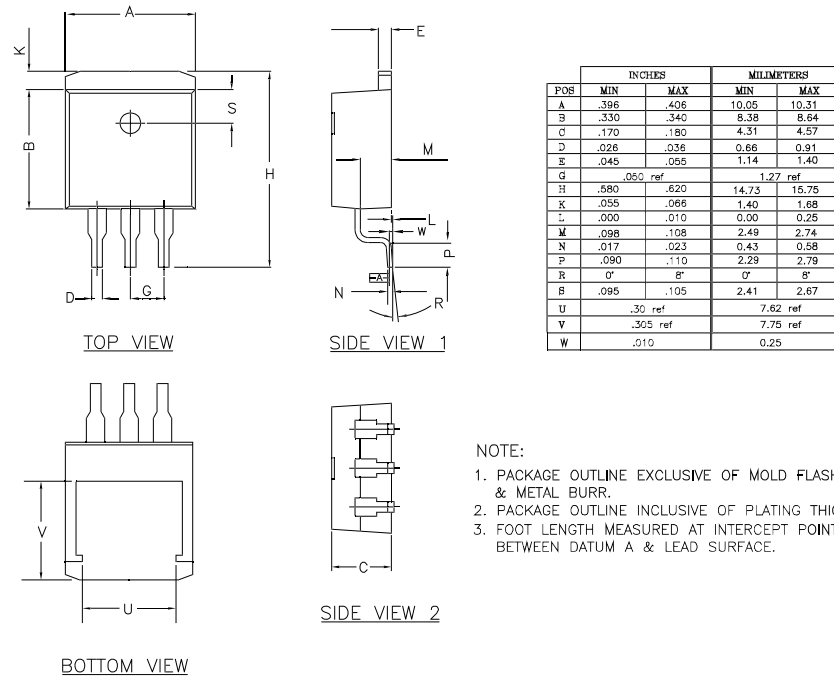 A
K
S
B
H
D
G
TOP VIEW
E
M
L
W
P
A
N
R
SIDE VIEW 1
INCHES MILIMETERS
POS MIN MAX MIN MAX
A .396 .406 10.05 10.31
B .330 .340 8.38 8.64
C .170 .180 4.31 4.57
D .026 .036 0.66 0.91
E .045 .055 1.14 1.40
G .050 ref 1.27 ref
H .580 .620 14.73 15.75
K .055 .066 1.40 1.68
L .000 .010 0.00 0.25
M .098 .108 2.49 2.74
N .017 .023 0.43 0.58
P .090 .110 2.29 2.79
R 0° 8° 0° 8°
S .095 .105 2.41 2.67
U .30 ref 7.62 ref
V .305 ref 7.75 ref
W .010 0.25
V
U
BOTTOM VIEW
C
SIDE VIEW 2
NOTE:
1. PACKAGE OUTLINE EXCLUSIVE OF MOLD FLASH
& METAL BURR.
2. PACKAGE OUTLINE INCLUSIVE OF PLATING
3. FOOT LENGTH MEASURED AT INTERCEPT POINT
BETWEEN DATUM A & LEAD SURFACE.